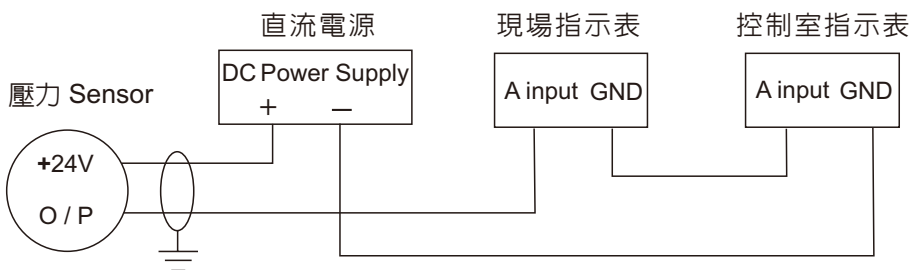 直流電源
現場指示表
控制室指示表
壓力 Sensor
DC Power Supply
+ －
A input GND
A input GND
+24V
O / P